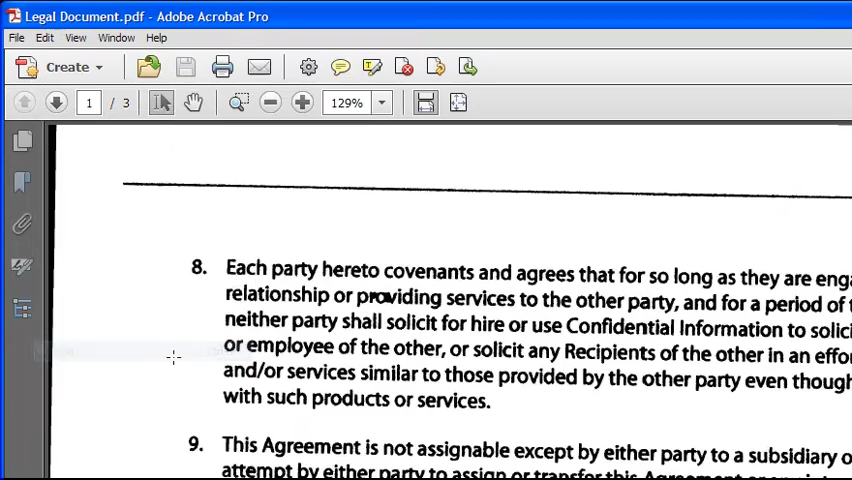 Legal Document.pdf - Adobe Acrobat Pro
File Edit View Window Help
Create
1 / 3 129%
8. Each party hereto covenants and agrees that for so long as they are enga
relationship or providing services to the other party, and for a period of t
neither party shall solicit for hire or use Confidential Information to solici
or employee of the other, or solicit any Recipients of the other in an effor
and/or services similar to those provided by the other party even though
with such products or services.
9. This Agreement is not assignable except by either party to a subsidiary o
attempt by either party to assign or transfer this Agreement